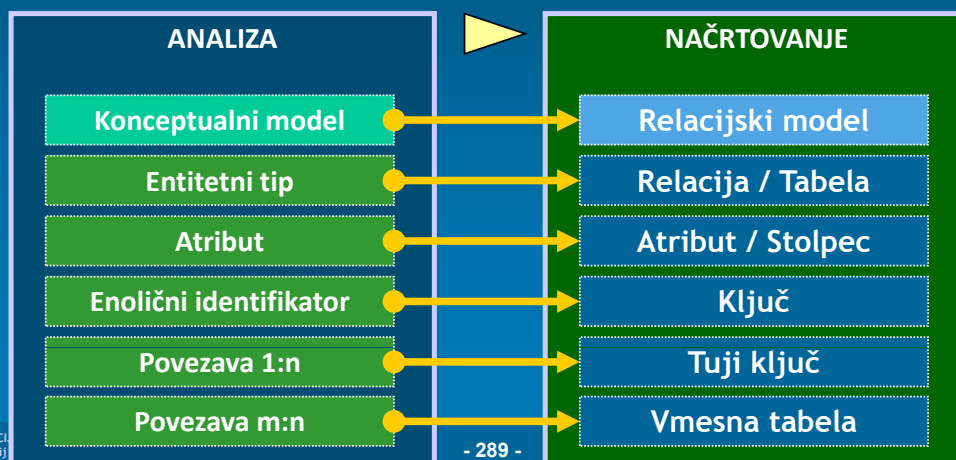 ANALIZA
NAČRTOVANJE
Konceptualni model
Relacijski model
Entitetni tip
Relacija / Tabela
Atribut
Atribut / Stolpec
Enolični identifikator
Ključ
Povezava 1:n
Tuji ključ
Povezava m:n
Vmesna tabela
- 289 -